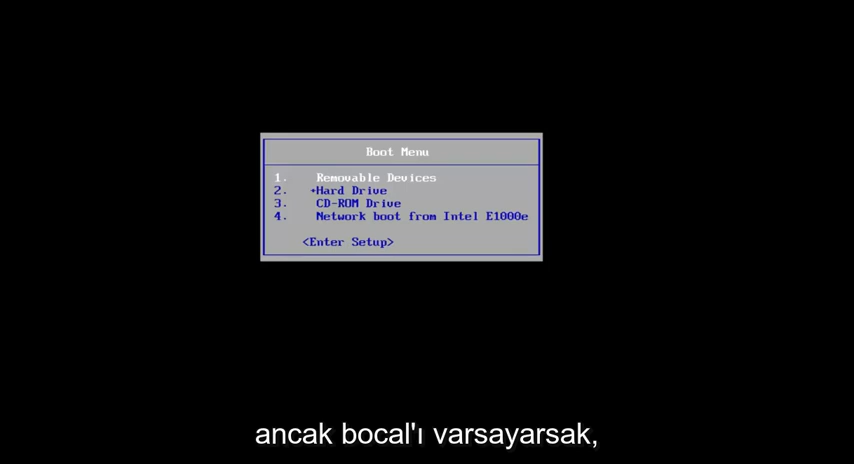 Boot Menu
1. Removable Devices
2. +Hard Drive
3. CD-ROM Drive
4. Network boot from Intel E1000e
<Enter Setup>
ancak bocal'ı varsayarsak,